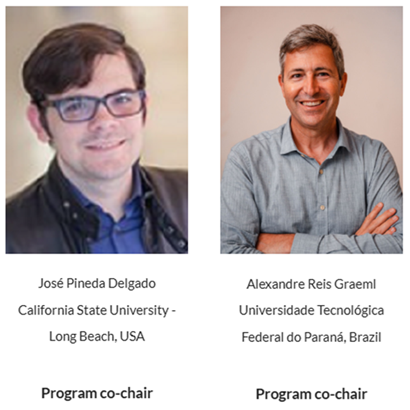 José Pineda Delgado
California State University -
Long Beach, USA
Program co-chair
Alexandre Reis Graeml
Universidade Tecnológica
Federal do Paraná, Brazil
Program co-chair